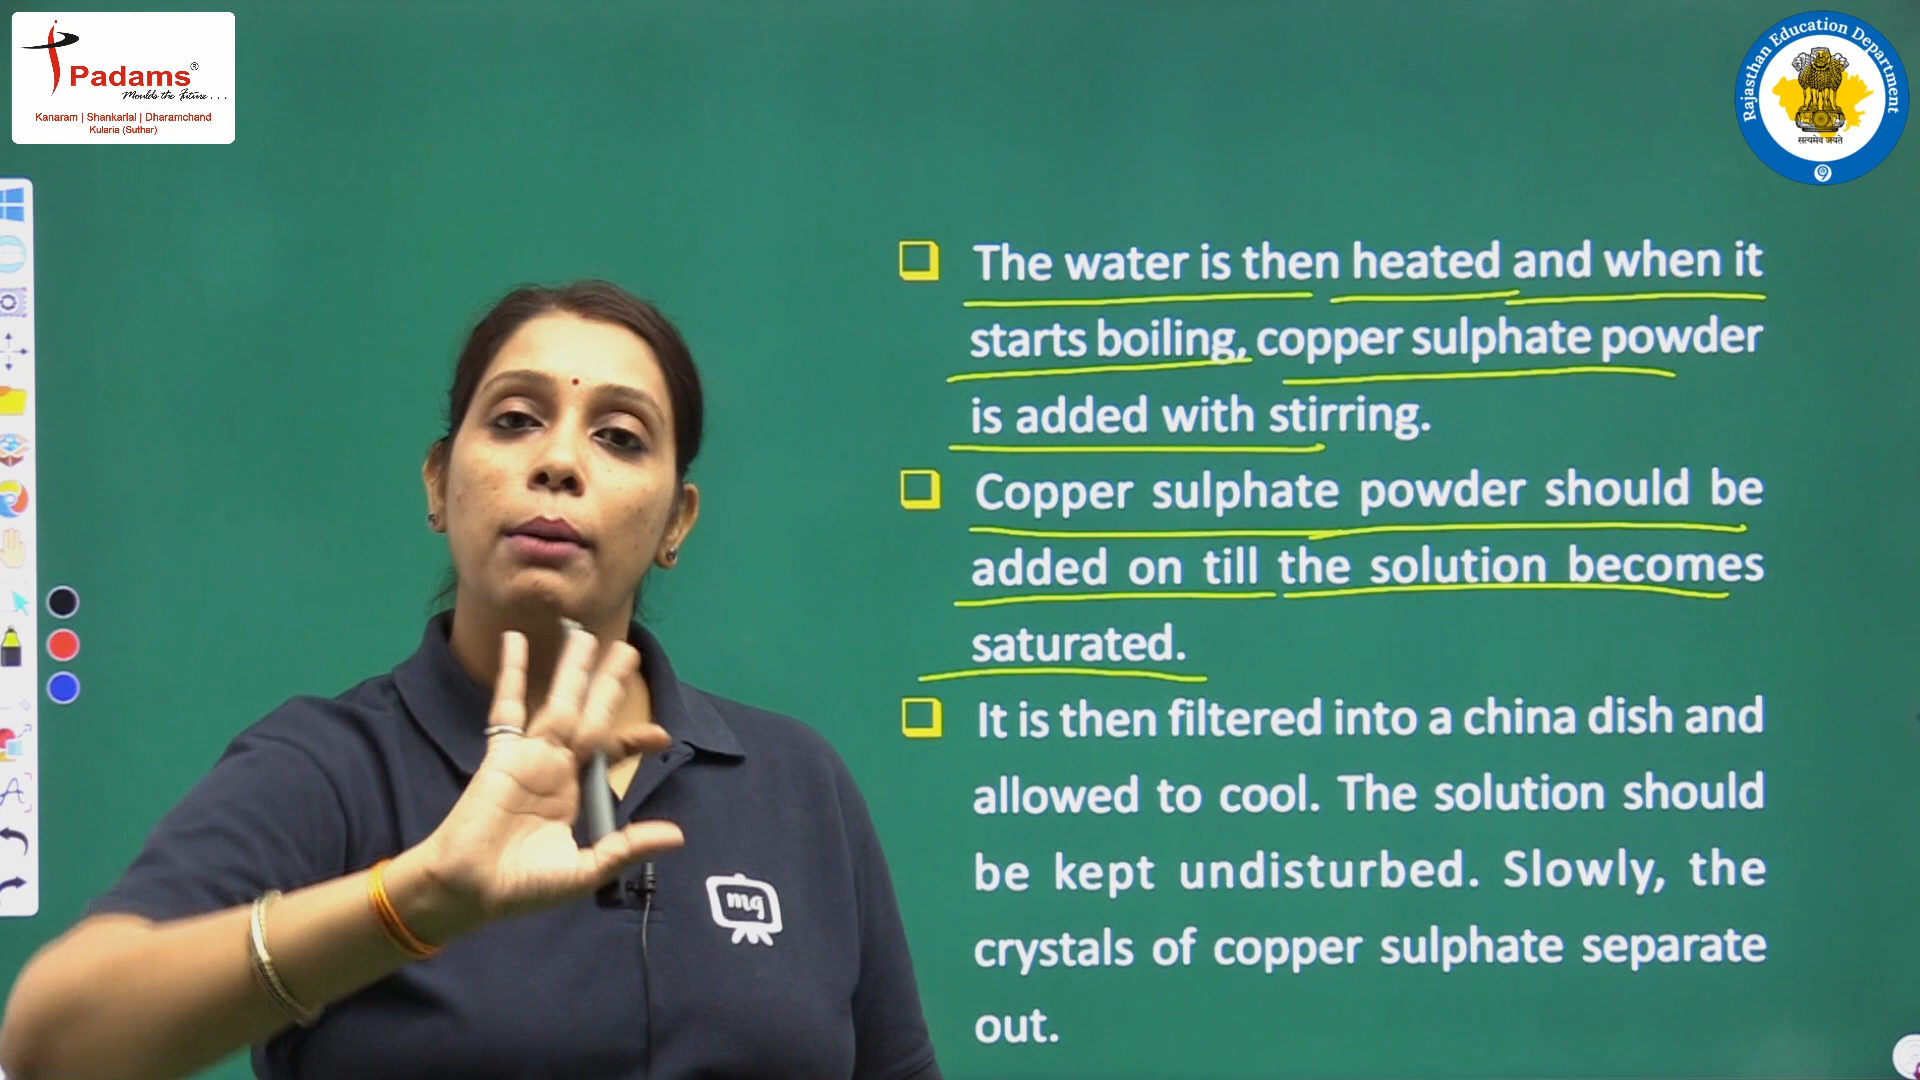 Padams®
Moulds the Future...
Kanaram | Shankarlal | Dharamchand
Kularia (Suthar)
Rajasthan Education Department
सत्यमेव जयते
The water is then heated and when it
starts boiling, copper sulphate powder
is added with stirring.
Copper sulphate powder should be
added on till the solution becomes
saturated.
It is then filtered into a china dish and
allowed to cool. The solution should
be kept undisturbed. Slowly, the
crystals of copper sulphate separate
out.
mg
A